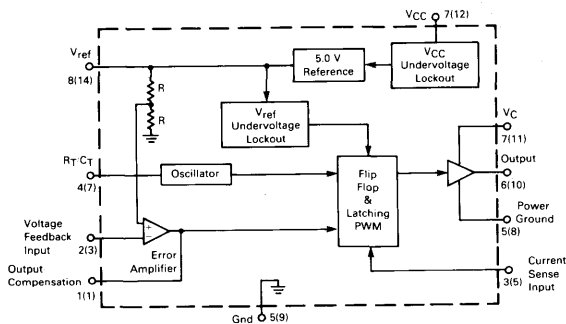 VCC 7(12)
Vref
8(14)
5.0 V
Reference
VCC
Undervoltage
Lockout
R
R
Vref
Undervoltage
Lockout
VC
7(11)
Output
6(10)
Power
Ground
5(8)
RT·CT
4(7)
Oscillator
Flip
Flop
&
Latching
PWM
Voltage
Feedback
Input
2(3)
+
−
Error
Amplifier
Output
Compensation
1(1)
Current
Sense
Input
3(5)
Gnd
5(9)